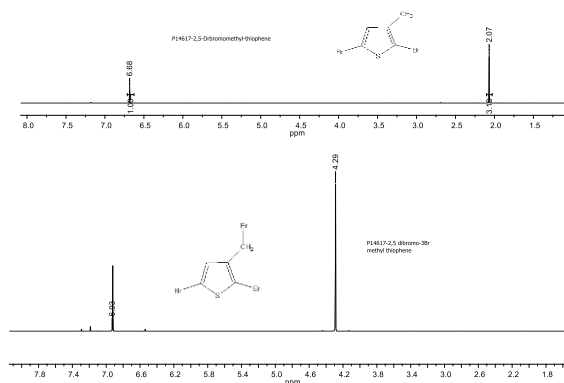 CH3
P14617-2,5-Drbromomethyl-thiophene
2.07
6.68
Br
Br
S
1.00
3.18
8.0 7.5 7.0 6.5 6.0 5.5 5.0 4.5 4.0 3.5 3.0 2.5 2.0 1.5
ppm
4.29
Br
P14617-2,5 dibromo-3Br
methyl thiophene
CH2
Br
Br
S
6.93
7.8 7.4 7.0 6.6 6.2 5.8 5.4 5.0 4.6 4.2 3.8 3.4 3.0 2.6 2.2 1.8
ppm